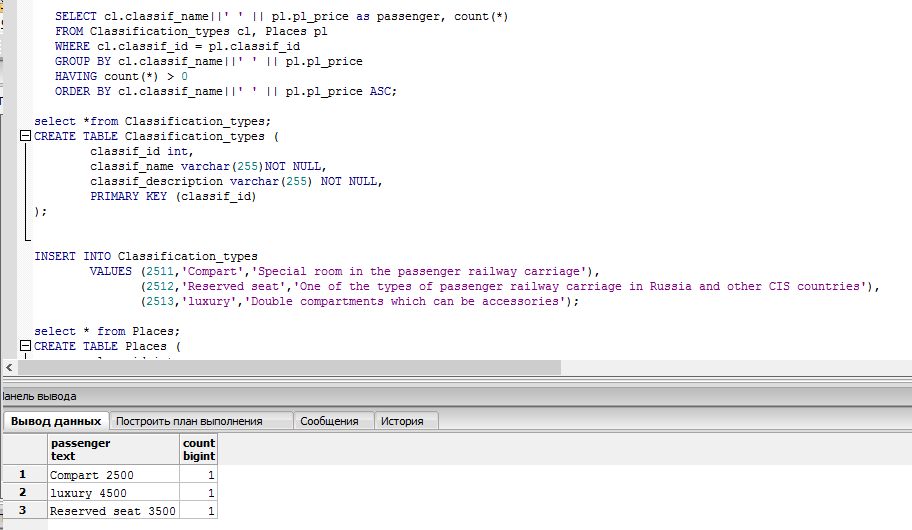 SELECT cl.classif_name||' ' || pl.pl_price as passenger, count(*)
FROM Classification_types cl, Places pl
WHERE cl.classif_id = pl.classif_id
GROUP BY cl.classif_name||' ' || pl.pl_price
HAVING count(*) > 0
ORDER BY cl.classif_name||' ' || pl.pl_price ASC;
select *from Classification_types;
CREATE TABLE Classification_types (
classif_id int,
classif_name varchar(255)NOT NULL,
classif_description varchar(255) NOT NULL,
PRIMARY KEY (classif_id)
);
INSERT INTO Classification_types
VALUES (2511,'Compart','Special room in the passenger railway carriage'),
(2512,'Reserved seat','One of the types of passenger railway carriage in Russia and other CIS countries'),
(2513,'luxury','Double compartments which can be accessories');
select * from Places;
CREATE TABLE Places (
анель вывода
Вывод данных Построить план выполнения Сообщения История
passenger count
text bigint
1 Compart 2500 1
2 luxury 4500 1
3 Reserved seat 3500 1